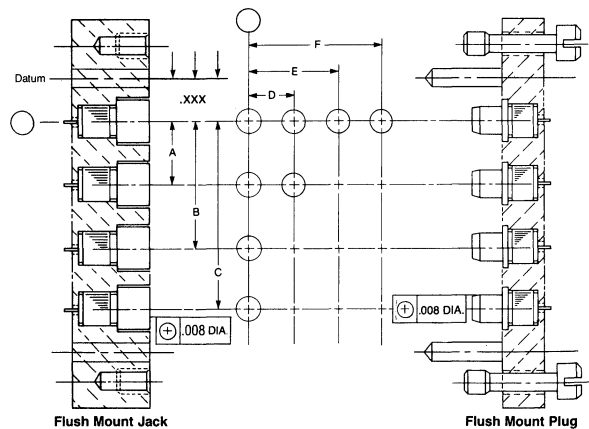 F
E
D
Datum
.XXX
A
B
C
.008 DIA.
.008 DIA.
Flush Mount Jack
Flush Mount Plug